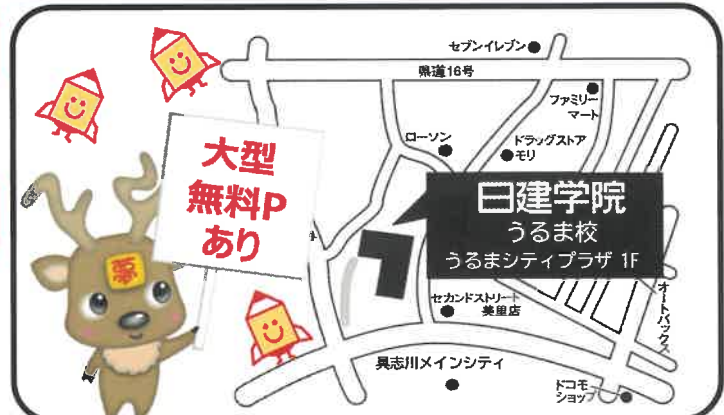 セブンイレブン
県道16号
ファミリー
マート
ローソン
ドラッグストア
モリ
大型
無料P
あり
日建学院
うるま校
うるまシティプラザ 1F
夢
セカンドストリート
美里店
オートバックス
具志川メインシティ
ドコモ
ショップ